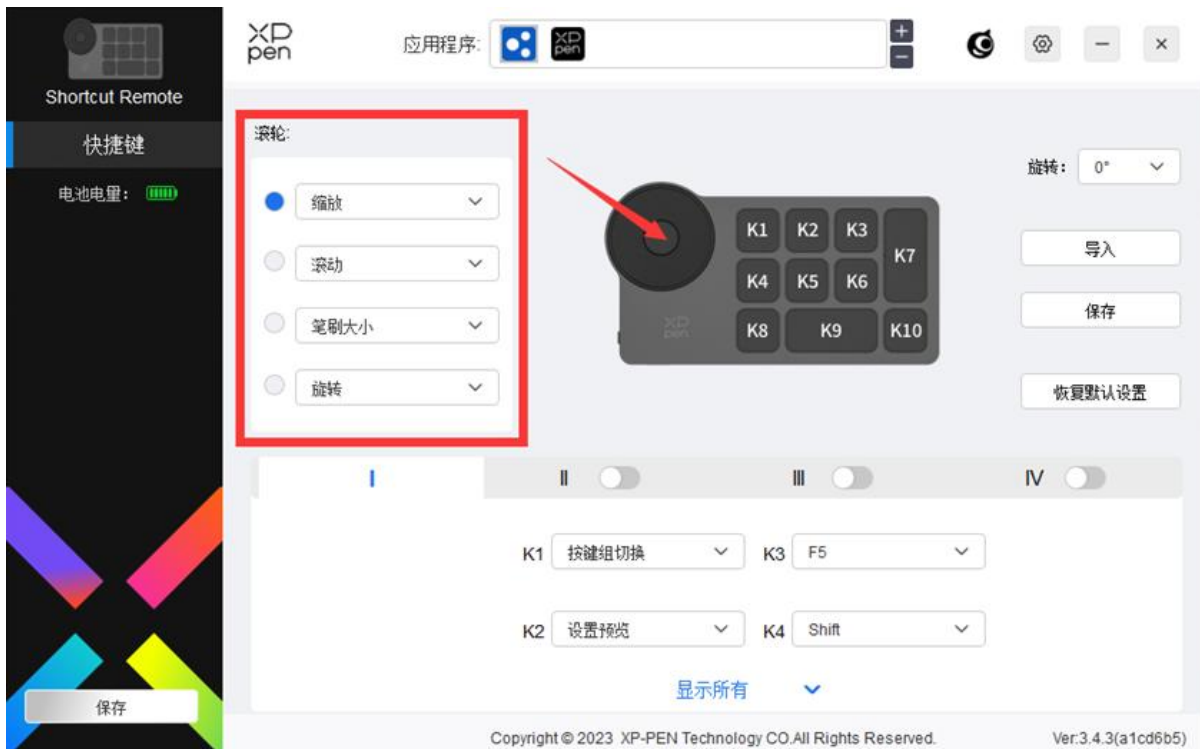 Shortcut Remote
快捷键
电池电量:
保存
XP
pen
应用程序:
XP
pen
滚轮:
缩放
滚动
笔刷大小
旋转
K1 K2 K3
K7
K4 K5 K6
XP
pen
K8 K9 K10
旋转: 0°
导入
保存
恢复默认设置
Ⅰ Ⅱ Ⅲ Ⅳ
K1 按键组切换 K3 F5
K2 设置预览 K4 Shift
显示所有
Copyright © 2023 XP-PEN Technology CO.All Rights Reserved. Ver:3.4.3(a1cd6b5)